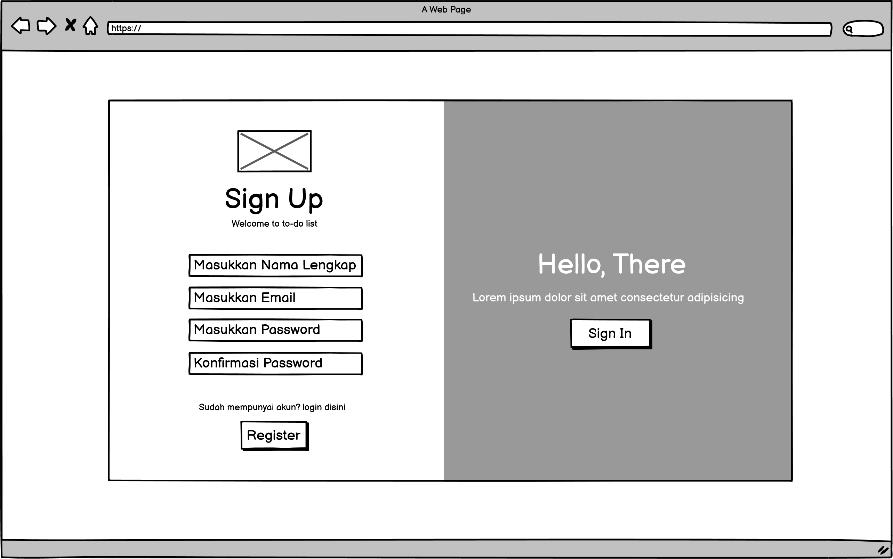 A Web Page
https://
Sign Up
Welcome to to-do list
Masukkan Nama Lengkap
Masukkan Email
Masukkan Password
Konfirmasi Password
Sudah mempunyai akun? login disini
Register
Hello, There
Lorem ipsum dolor sit amet consectetur adipisicing
Sign In